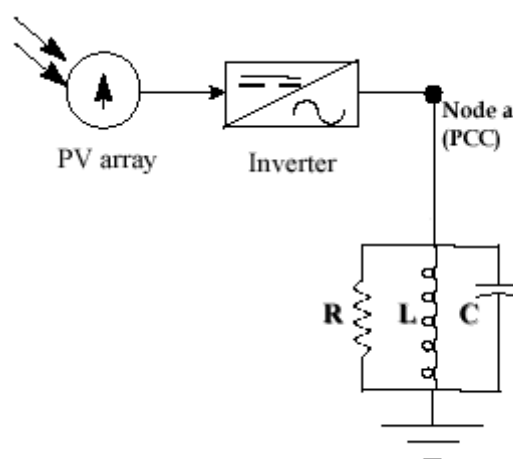 Node a
(PCC)
PV array
Inverter
R
L
C